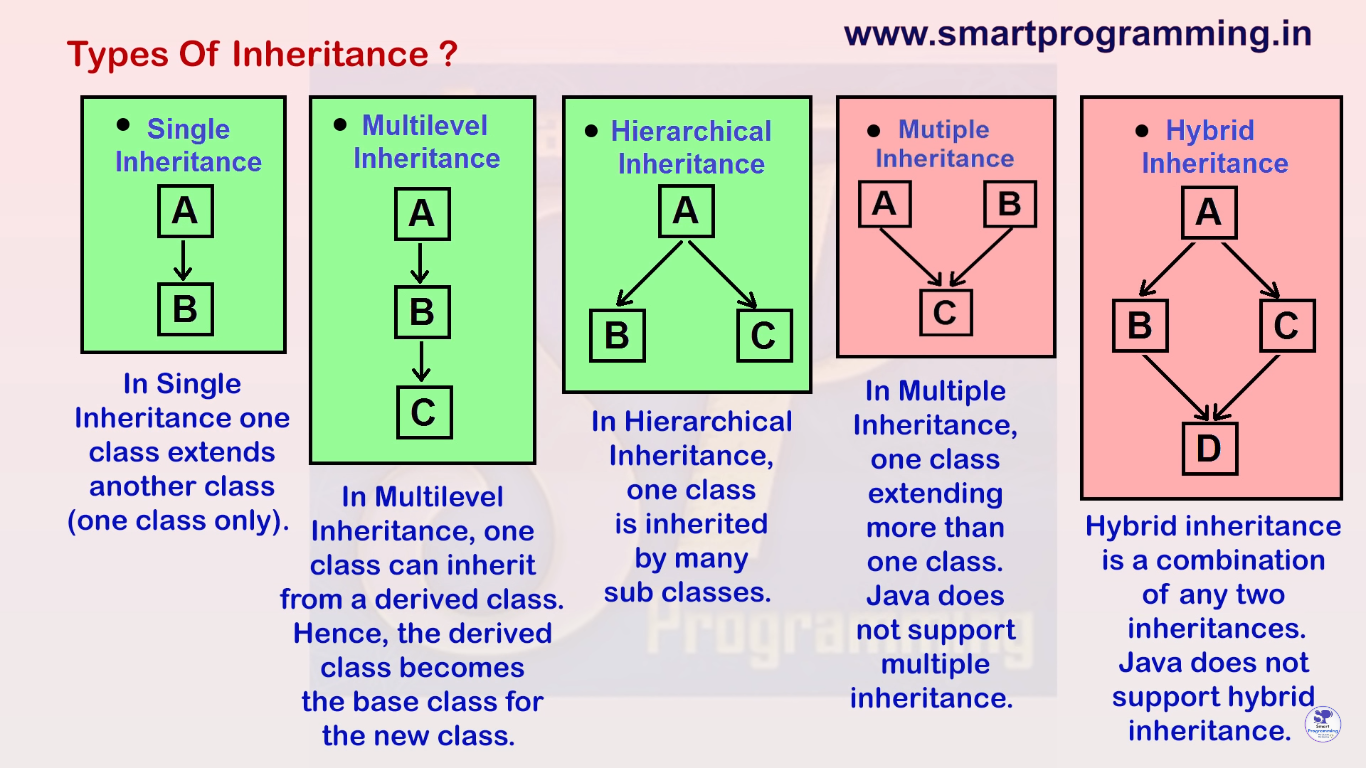 Types Of Inheritance ?
www.smartprogramming.in
• Single
Inheritance
A
B
In Single
Inheritance one
class extends
another class
(one class only).
• Multilevel
Inheritance
A
B
C
In Multilevel
Inheritance, one
class can inherit
from a derived class.
Hence, the derived
class becomes
the base class for
the new class.
• Hierarchical
Inheritance
A
B C
In Hierarchical
Inheritance,
one class
is inherited
by many
sub classes.
• Mutiple
Inheritance
A B
C
In Multiple
Inheritance,
one class
extending
more than
one class.
Java does
not support
multiple
inheritance.
• Hybrid
Inheritance
A
B C
D
Hybrid inheritance
is a combination
of any two
inheritances.
Java does not
support hybrid
inheritance.
Programming
Smart
Programming